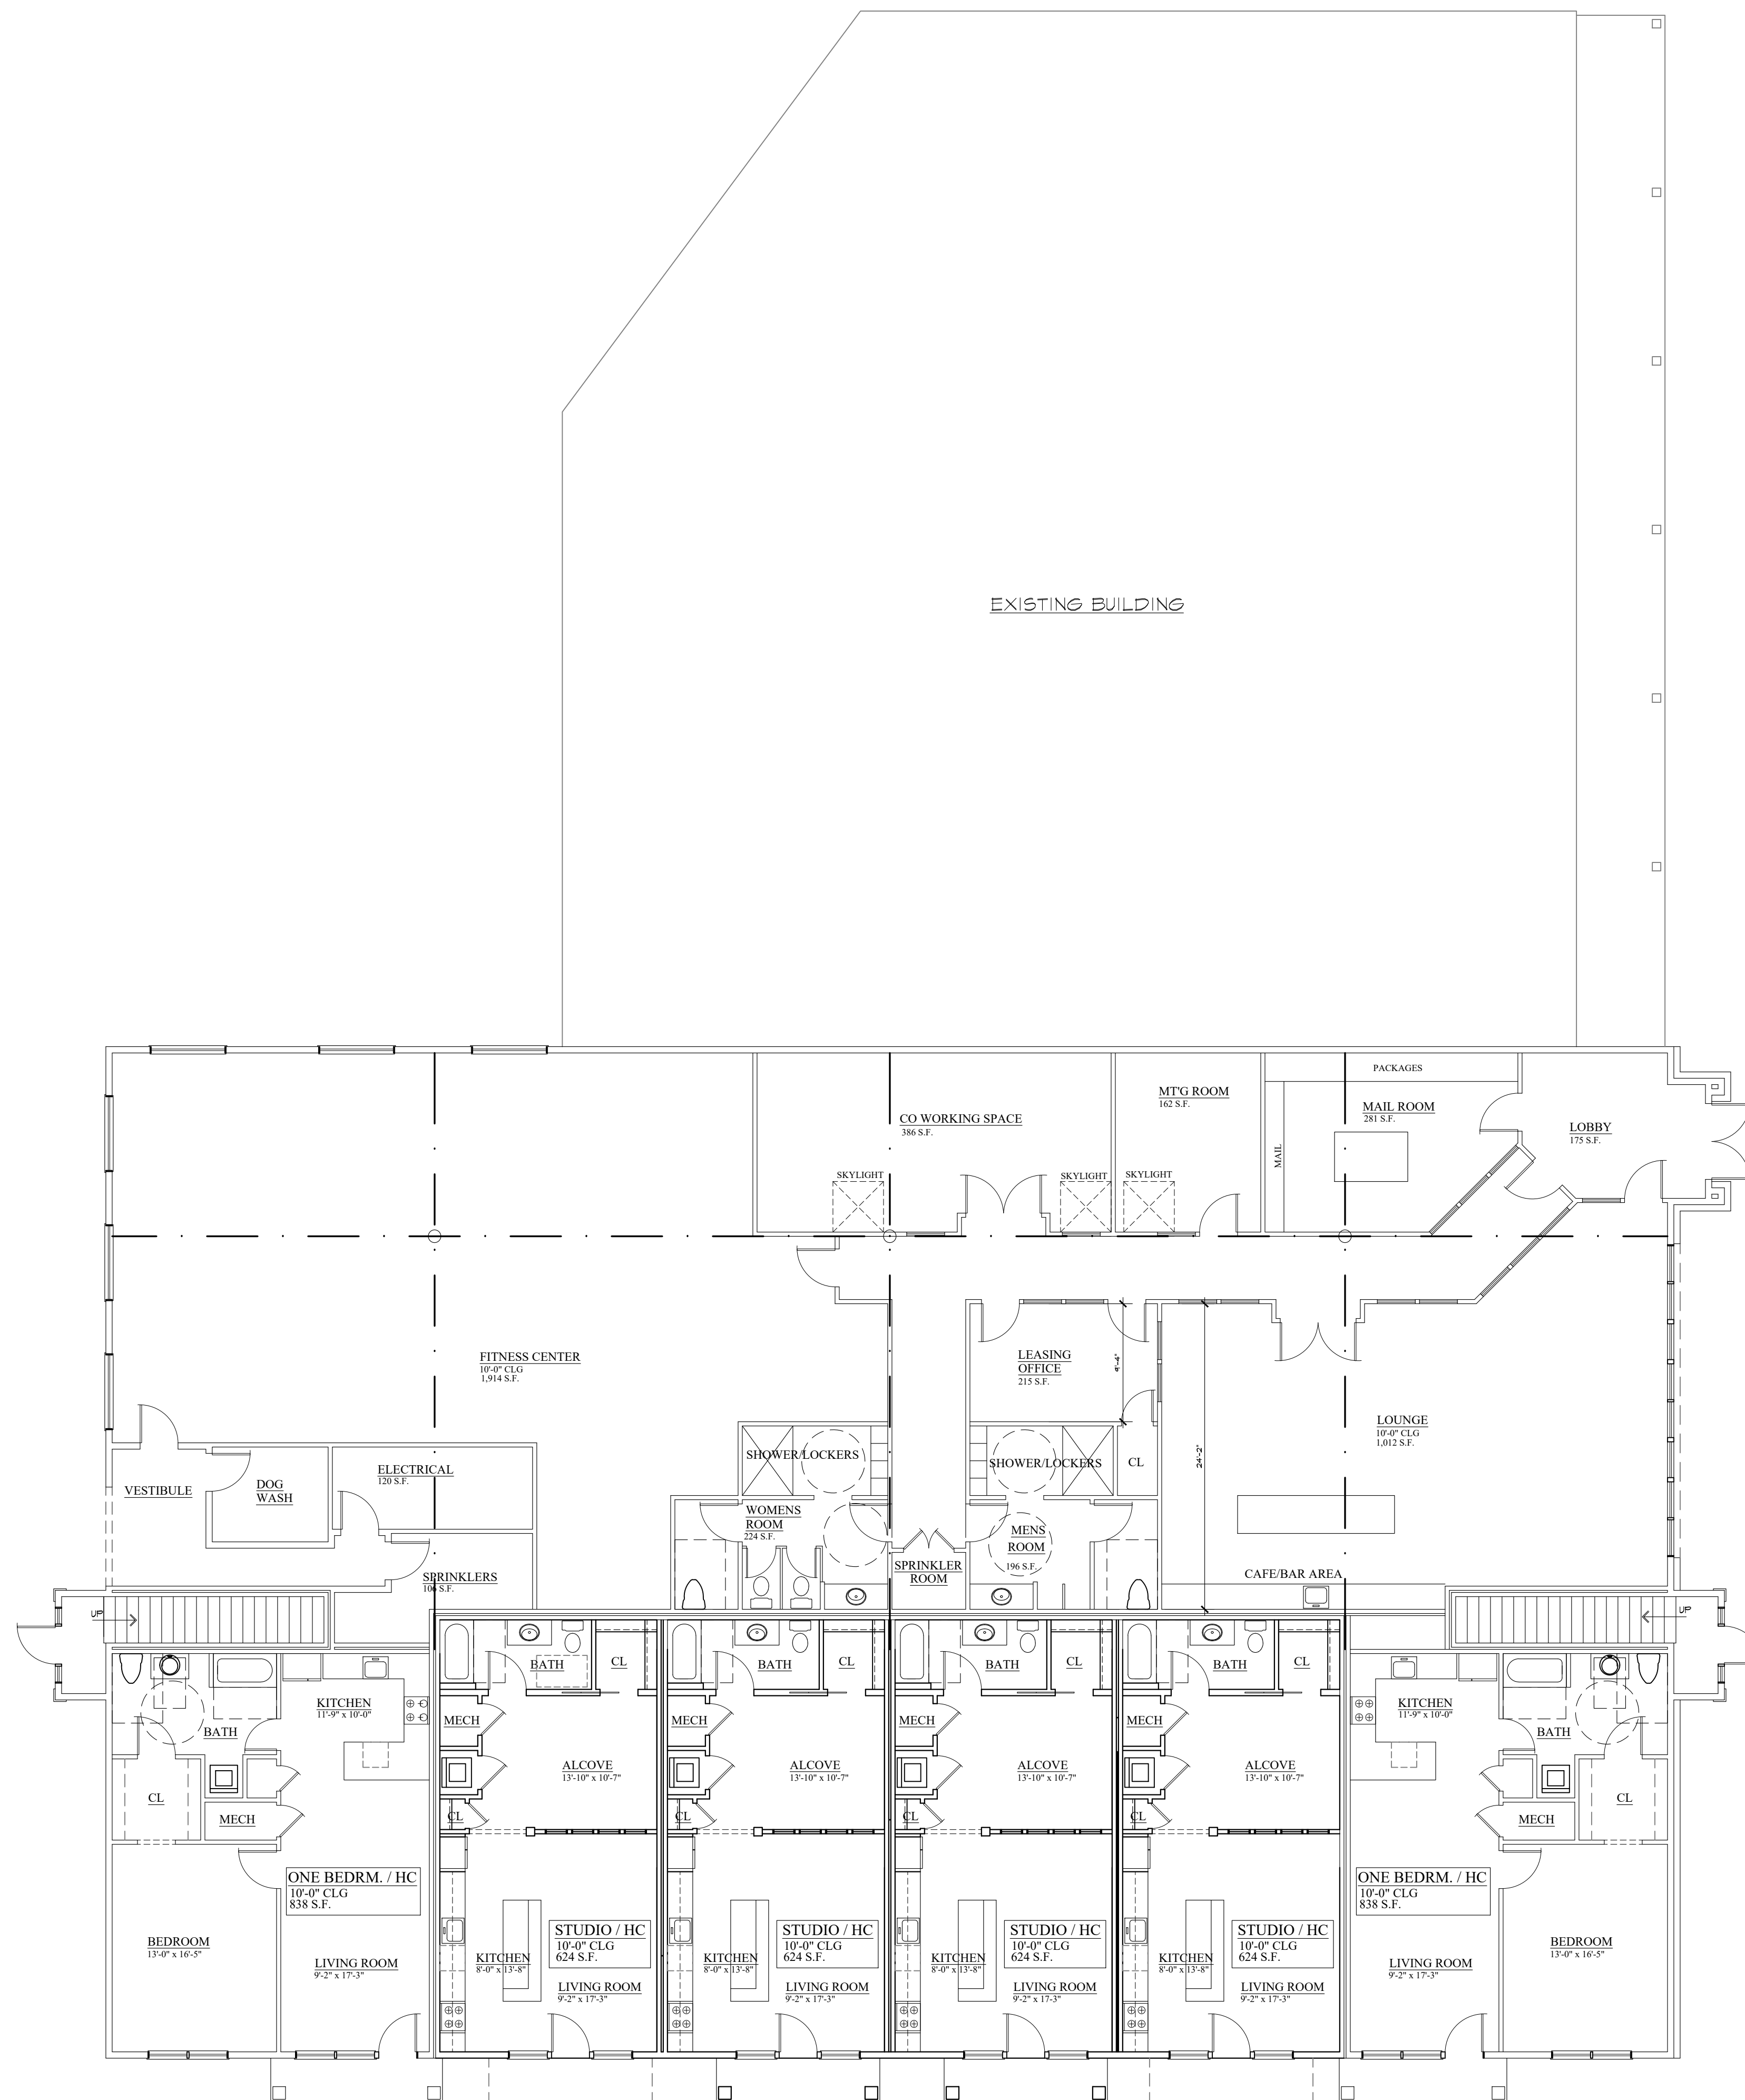 EXISTING BUILDING
PACKAGES
MT'G ROOM
162 S.F.
MAIL ROOM
281 S.F.
CO WORKING SPACE
386 S.F.
LOBBY
175 S.F.
MAIL
SKYLIGHT
SKYLIGHT
SKYLIGHT
FITNESS CENTER
10'-0" CLG
1,914 S.F.
LEASING
OFFICE
215 S.F.
9'-4"
LOUNGE
10'-0" CLG
1,012 S.F.
24'-2"
SHOWER/LOCKERS
SHOWER/LOCKERS
CL
ELECTRICAL
120 S.F.
VESTIBULE
DOG
WASH
WOMENS
ROOM
224 S.F.
MENS
ROOM
196 S.F.
SPRINKLER
ROOM
SPRINKLERS
106 S.F.
CAFE/BAR AREA
UP
UP
BATH
CL
BATH
CL
BATH
CL
BATH
CL
KITCHEN
11'-9" x 10'-0"
BATH
MECH
MECH
MECH
MECH
KITCHEN
11'-9" x 10'-0"
BATH
ALCOVE
13'-10" x 10'-7"
ALCOVE
13'-10" x 10'-7"
ALCOVE
13'-10" x 10'-7"
ALCOVE
13'-10" x 10'-7"
CL
MECH
CL
CL
CL
CL
MECH
CL
ONE BEDRM. / HC
10'-0" CLG
838 S.F.
ONE BEDRM. / HC
10'-0" CLG
838 S.F.
STUDIO / HC
10'-0" CLG
624 S.F.
STUDIO / HC
10'-0" CLG
624 S.F.
STUDIO / HC
10'-0" CLG
624 S.F.
STUDIO / HC
10'-0" CLG
624 S.F.
BEDROOM
13'-0" x 16'-5"
LIVING ROOM
9'-2" x 17'-3"
KITCHEN
8'-0" x 13'-8"
LIVING ROOM
9'-2" x 17'-3"
KITCHEN
8'-0" x 13'-8"
LIVING ROOM
9'-2" x 17'-3"
KITCHEN
8'-0" x 13'-8"
LIVING ROOM
9'-2" x 17-3"
KITCHEN
8'-0" x 13'-8"
LIVING ROOM
9'-2" x 17'-3"
LIVING ROOM
9'-2" x 17'-3"
BEDROOM
13'-0" x 16'-5"